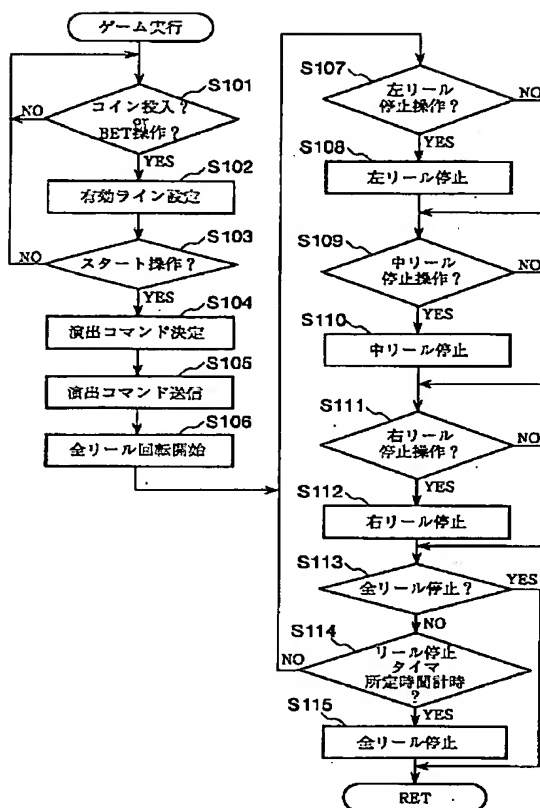 ゲーム実行
S101
コイン投入？
or
BET操作？
NO
YES
S102
有効ライン設定
S103
スタート操作？
NO
YES
S104
演出コマンド決定
S105
演出コマンド送信
S106
全リール回転開始
S107
左リール
停止操作？
NO
YES
S108
左リール停止
S109
中リール
停止操作？
NO
YES
S110
中リール停止
S111
右リール
停止操作？
NO
YES
S112
右リール停止
S113
全リール停止？
YES
NO
S114
リール停止
タイマ
所定時間計時
？
NO
YES
S115
全リール停止
RET